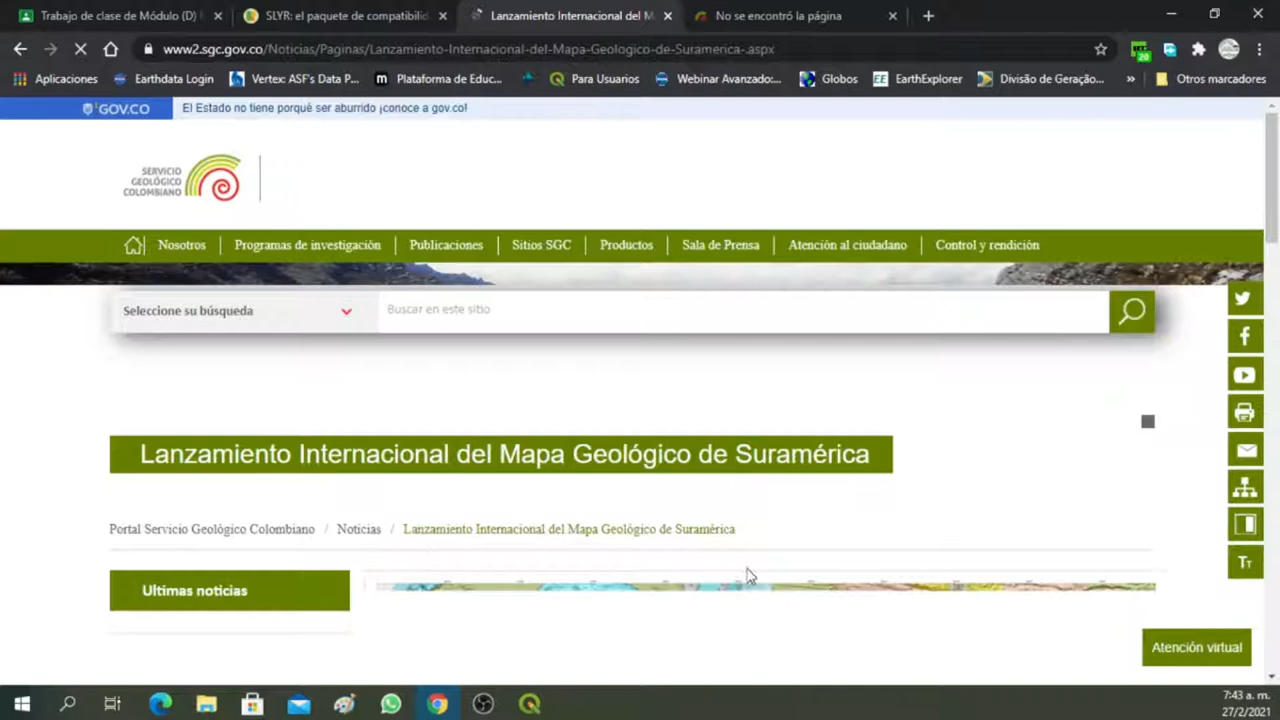 Trabajo de clase de Módulo (D)
SLYR: el paquete de compatibilid
Lanzamiento Internacional del M
No se encontró la página
www2.sgc.gov.co/Noticias/Paginas/Lanzamiento-Internacional-del-Mapa-Geologico-de-Suramerica-.aspx
20
Aplicaciones
Earthdata Login
Vertex: ASF's Data P...
Plataforma de Educ...
Para Usuarios
Webinar Avanzado:...
Globos
EE
EarthExplorer
Divisão de Geração...
»
Otros marcadores
GOV.CO
El Estado no tiene porqué ser aburrido ¡conoce a gov.co!
SERVICIO
GEOLÓGICO
COLOMBIANO
Nosotros
Programas de investigación
Publicaciones
Sitios SGC
Productos
Sala de Prensa
Atención al ciudadano
Control y rendición
Seleccione su búsqueda
Buscar en este sitio
Lanzamiento Internacional del Mapa Geológico de Suramérica
Portal Servicio Geológico Colombiano / Noticias / Lanzamiento Internacional del Mapa Geológico de Suramérica
Ultimas noticias
TT
Atención virtual
7:43 a. m.
27/2/2021